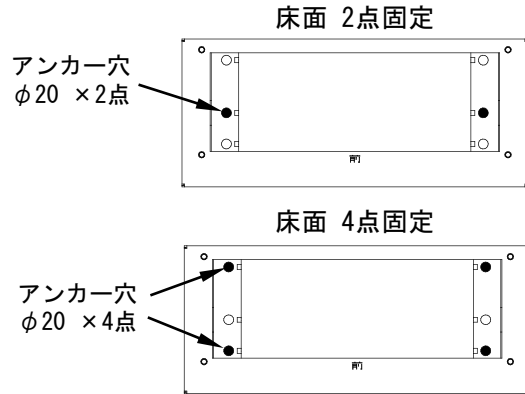 床面 2点固定
アンカー穴
φ20 ×2点
前
床面 4点固定
アンカー穴
φ20 ×4点
前